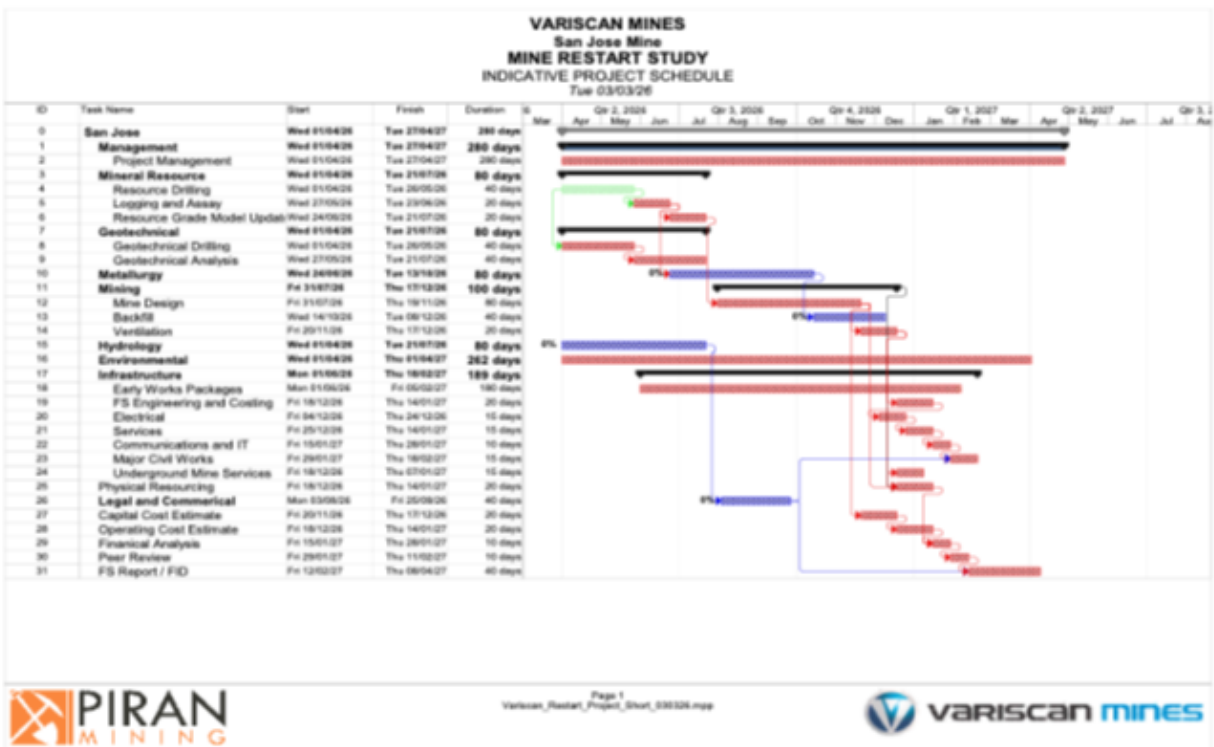 VARISCAN MINES
San Jose Mine
MINE RESTART STUDY
INDICATIVE PROJECT SCHEDULE
Tue 03/03/26
ID Task Name Start Finish Duration Qtr 2, 2026 Qtr 3, 2026 Qtr 4, 2026 Qtr 1, 2027 Qtr 2, 2027 Qtr 3,
Mar Apr May Jun Jul Aug Sep Oct Nov Dec Jan Feb Mar Apr May Jun Jul
0 San Jose Wed 01/04/26 Tue 27/04/27 280 days
1 Management Wed 01/04/26 Tue 27/04/27 280 days
2 Project Management Wed 01/04/26 Tue 27/04/27 280 days
3 Mineral Resource Wed 01/04/26 Tue 21/07/26 80 days
4 Resource Drilling Wed 01/04/26 Tue 26/05/26 40 days
5 Logging and Assay Wed 27/05/26 Tue 23/06/26 20 days
6 Resource Grade Model Updat Wed 24/06/26 Tue 21/07/26 20 days
7 Geotechnical Wed 01/04/26 Tue 21/07/26 80 days
8 Geotechnical Drilling Wed 01/04/26 Tue 26/05/26 40 days
9 Geotechnical Analysis Wed 27/05/26 Tue 21/07/26 40 days
10 Metallurgy Wed 24/06/26 Tue 13/10/26 80 days 0%
11 Mining Fri 31/07/26 Thu 17/12/26 100 days
12 Mine Design Fri 31/07/26 Thu 19/11/26 80 days
13 Backfill Wed 14/10/26 Tue 08/12/26 40 days 0%
14 Ventilation Fri 20/11/26 Thu 17/12/26 20 days
15 Hydrology Wed 01/04/26 Tue 21/07/26 80 days 0%
16 Environmental Wed 01/04/26 Thu 01/04/27 262 days
17 Infrastructure Mon 01/06/26 Thu 18/02/27 189 days
18 Early Works Packages Mon 01/06/26 Fri 05/02/27 180 days
19 FS Engineering and Costing Fri 18/12/26 Thu 14/01/27 20 days
20 Electrical Fri 04/12/26 Thu 24/12/26 15 days
21 Services Fri 25/12/26 Thu 14/01/27 15 days
22 Communications and IT Fri 15/01/27 Thu 28/01/27 10 days
23 Major Civil Works Fri 29/01/27 Thu 18/02/27 15 days
24 Underground Mine Services Fri 18/12/26 Thu 07/01/27 15 days
25 Physical Resourcing Fri 18/12/26 Thu 14/01/27 20 days
26 Legal and Commerical Mon 03/08/26 Fri 25/09/26 40 days 0%
27 Capital Cost Estimate Fri 20/11/26 Thu 17/12/26 20 days
28 Operating Cost Estimate Fri 18/12/26 Thu 14/01/27 20 days
29 Finanical Analysis Fri 15/01/27 Thu 28/01/27 10 days
30 Peer Review Fri 29/01/27 Thu 11/02/27 10 days
31 FS Report / FID Fri 12/02/27 Thu 08/04/27 40 days
PIRAN
MINING
Page 1
Variscan_Restart_Project_Short_030326.mpp
VARISCAN MINES